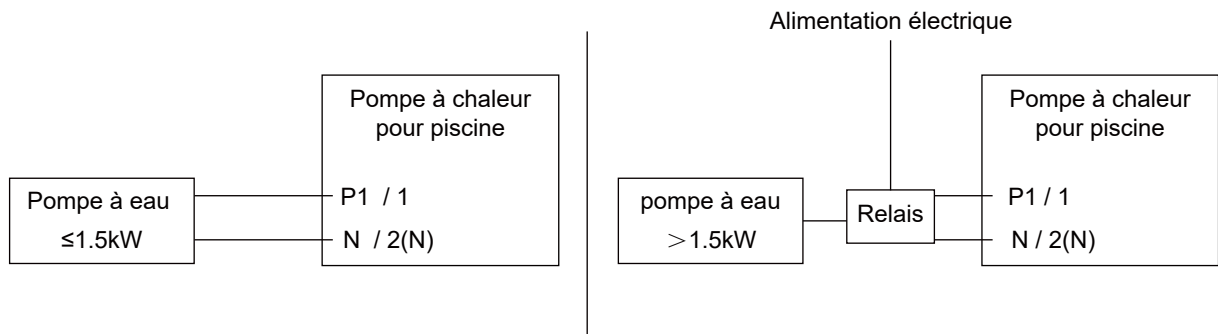 Pompe à chaleur
pour piscine
Pompe à eau
≤1.5kW
P1 / 1
N / 2(N)
Alimentation électrique
Pompe à chaleur
pour piscine
pompe à eau
＞1.5kW
Relais
P1 / 1
N / 2(N)